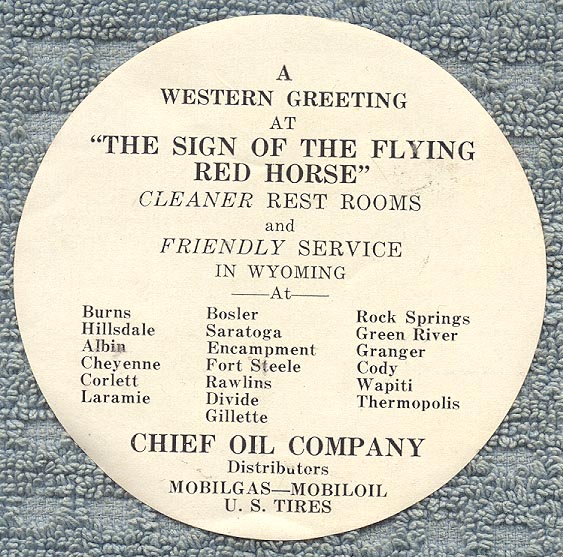 A
WESTERN GREETING
AT
“THE SIGN OF THE FLYING
RED HORSE”
CLEANER REST ROOMS
and
FRIENDLY SERVICE
IN WYOMING
——At——
Burns
Hillsdale
Albin
Cheyenne
Corlett
Laramie
Bosler
Saratoga
Encampment
Fort Steele
Rawlins
Divide
Gillette
Rock Springs
Green River
Granger
Cody
Wapiti
Thermopolis
CHIEF OIL COMPANY
Distributers
MOBILGAS—MOBILOIL
U. S. TIRES